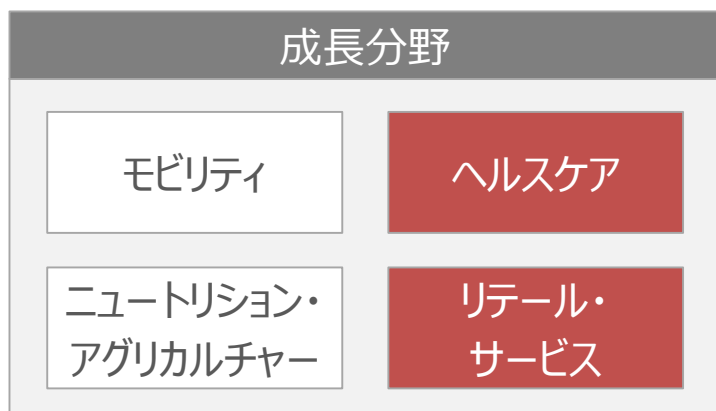 成長分野
モビリティ
ヘルスケア
ニュートリション・
アグリカルチャー
リテール・
サービス